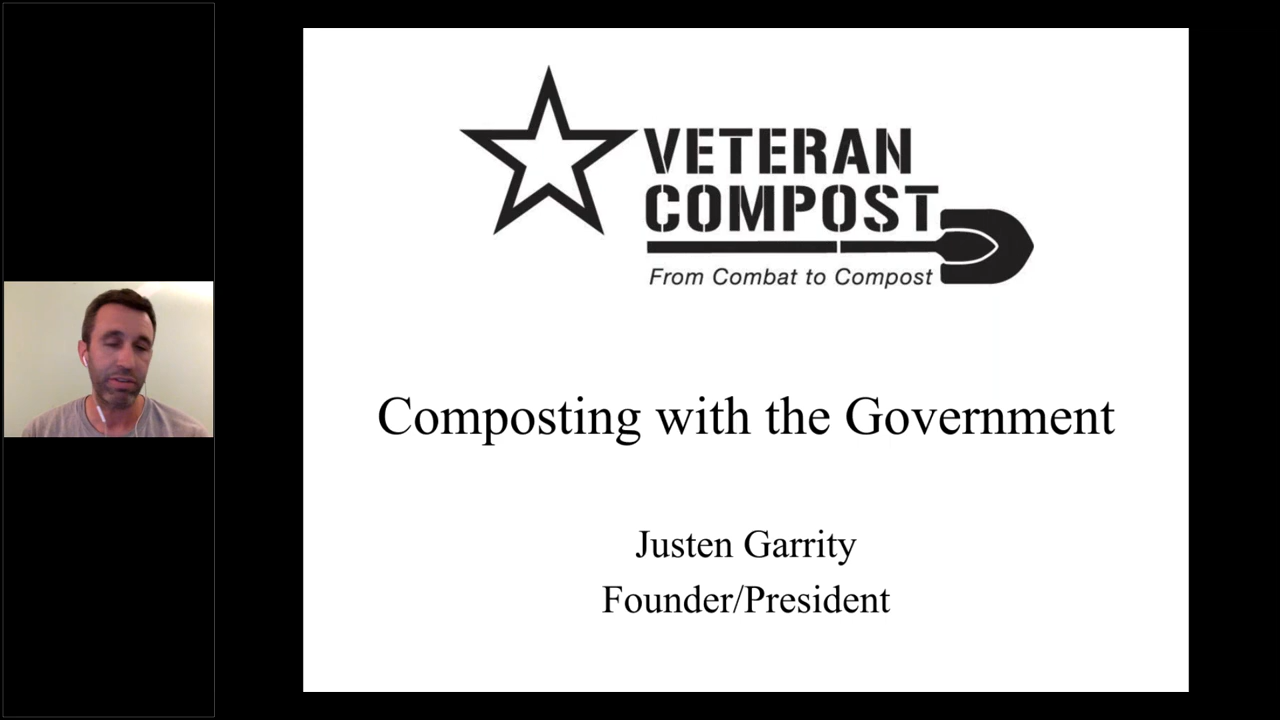 VETERAN
COMPOST
From Combat to Compost
Composting with the Government
Justen Garrity
Founder/President